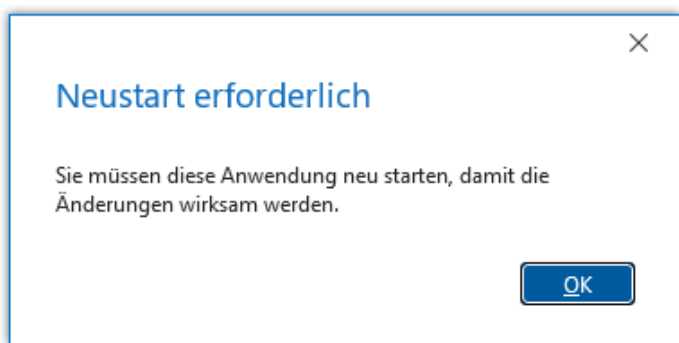 Neustart erforderlich
Sie müssen diese Anwendung neu starten, damit die
Änderungen wirksam werden.
OK